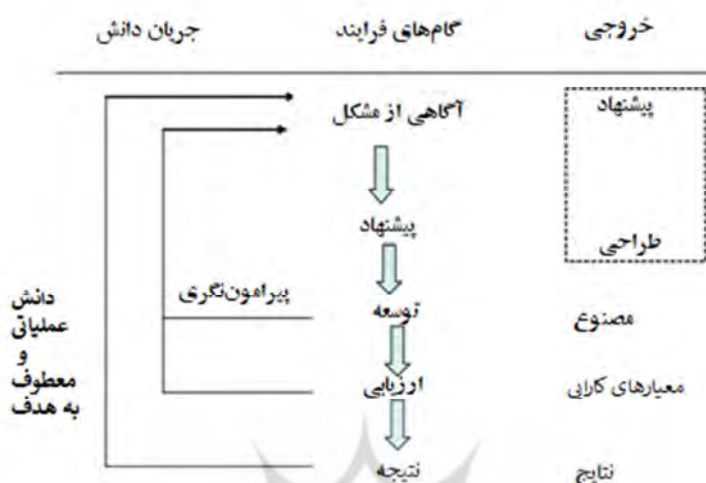 خروجی
گام‌های فرایند
جریان دانش
پیشنهاد
آگاهی از مشکل
طراحی
پیشنهاد
مصنوع
توسعه
پیرامون‌نگری
معیارهای کارایی
ارزیابی
نتایج
نتیجه
دانش
عملیاتی
و
معطوف
به هدف